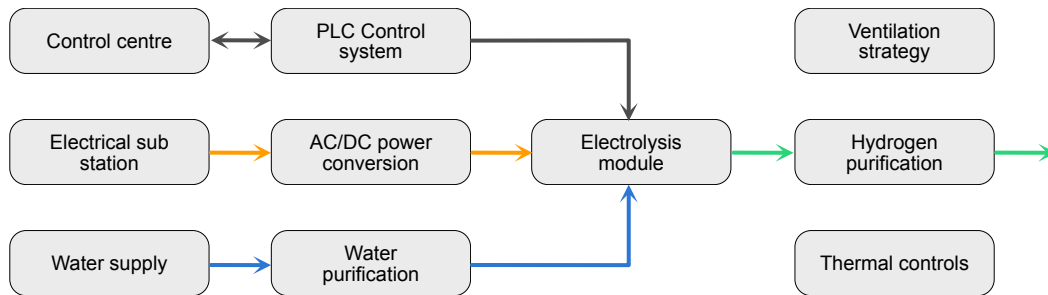 Control centre
PLC Control
system
Ventilation
strategy
Electrical sub
station
AC/DC power
conversion
Electrolysis
module
Hydrogen
purification
Water supply
Water
purification
Thermal controls